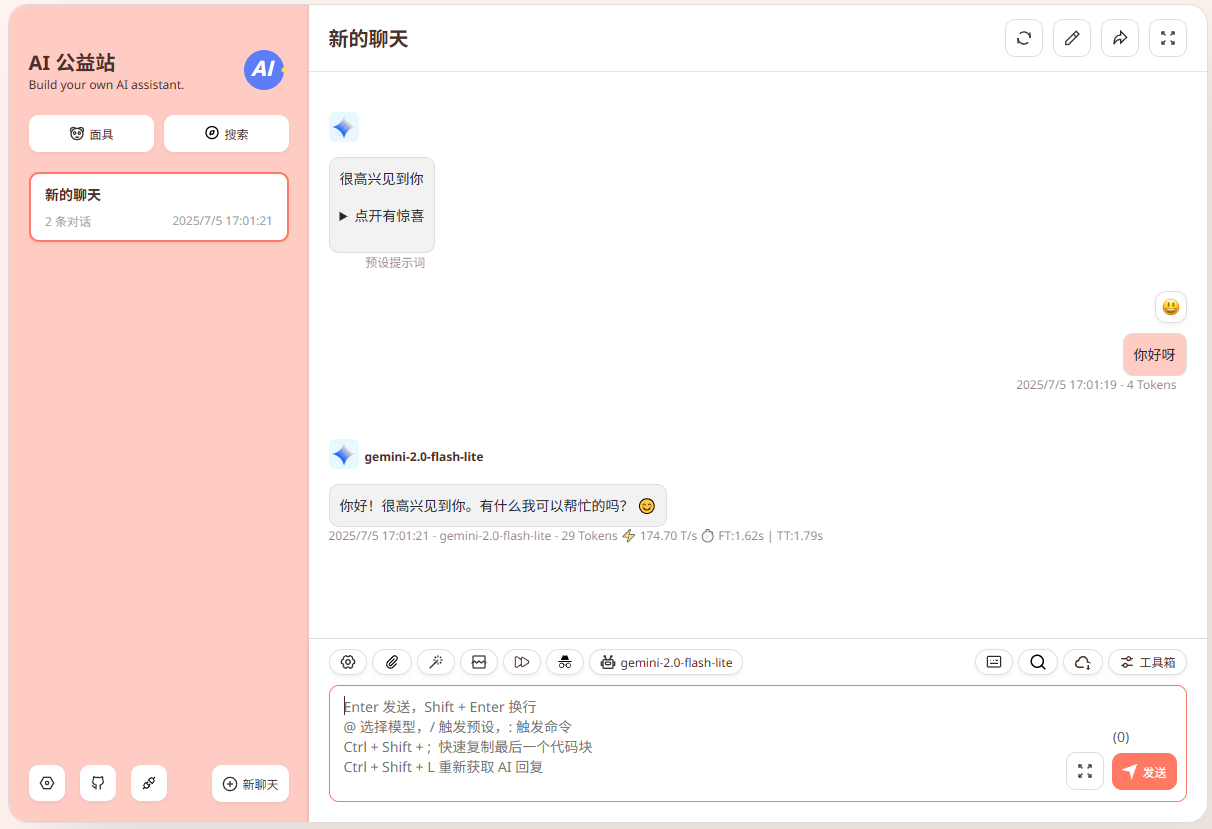 AI 公益站
Build your own AI assistant.
AI
面具
搜索
新的聊天
2 条对话
2025/7/5 17:01:21
新聊天
新的聊天
很高兴见到你
▶ 点开有惊喜
预设提示词
你好呀
2025/7/5 17:01:19 - 4 Tokens
gemini-2.0-flash-lite
你好！很高兴见到你。有什么我可以帮忙的吗？ 😊
2025/7/5 17:01:21 - gemini-2.0-flash-lite - 29 Tokens ⚡ 174.70 T/s ⏱ FT:1.62s | TT:1.79s
gemini-2.0-flash-lite
工具箱
Enter 发送，Shift + Enter 换行
@ 选择模型，/ 触发预设，: 触发命令
Ctrl + Shift + ；快速复制最后一个代码块
Ctrl + Shift + L 重新获取 AI 回复
(0)
发送